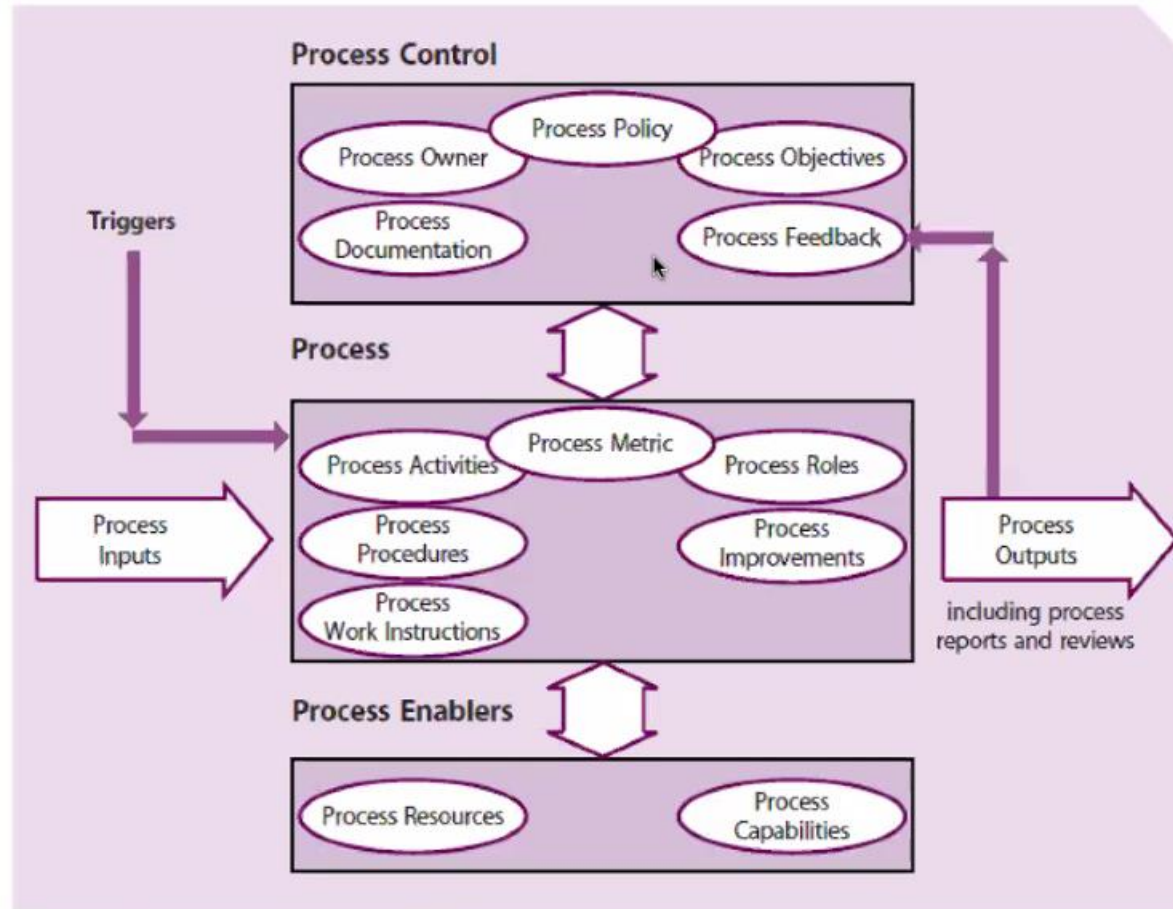 Process Control
Process Policy
Process Owner
Process Objectives
Process
Documentation
Process Feedback
Triggers
Process
Process Metric
Process Activities
Process Roles
Process
Procedures
Process
Improvements
Process
Work Instructions
Process
Inputs
Process
Outputs
including process
reports and reviews
Process Enablers
Process Resources
Process
Capabilities